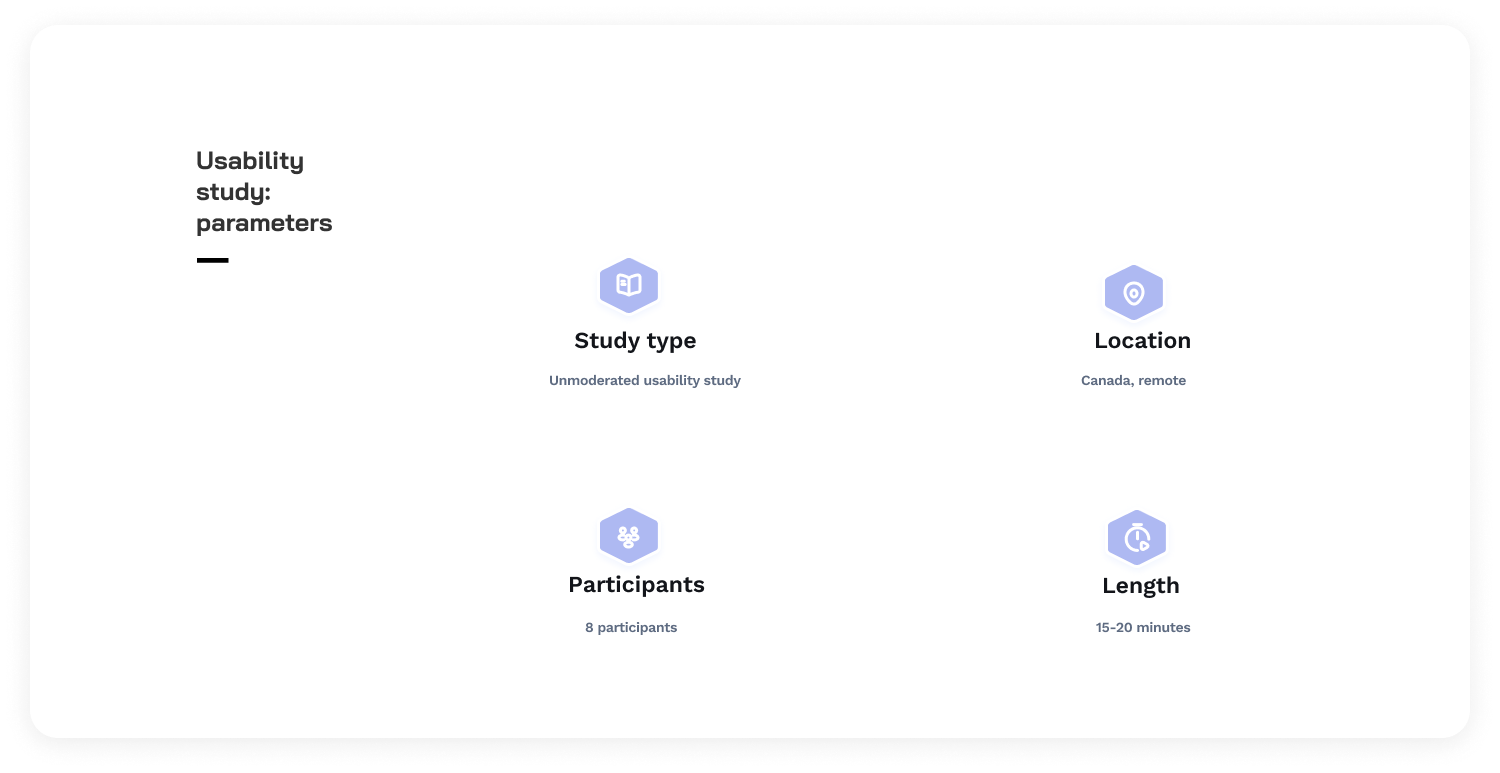 Usability
study:
parameters
Study type
Unmoderated usability study
Location
Canada, remote
Participants
8 participants
Length
15-20 minutes